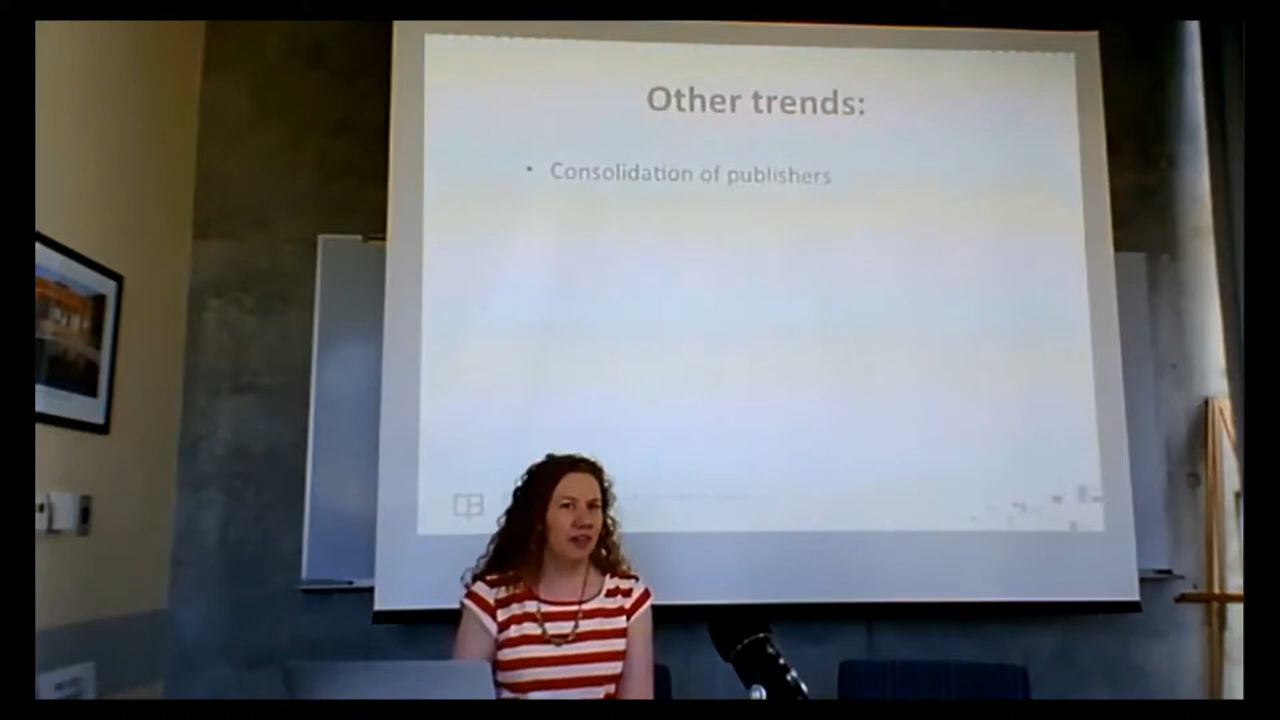 Other trends:
• Consolidation of publishers